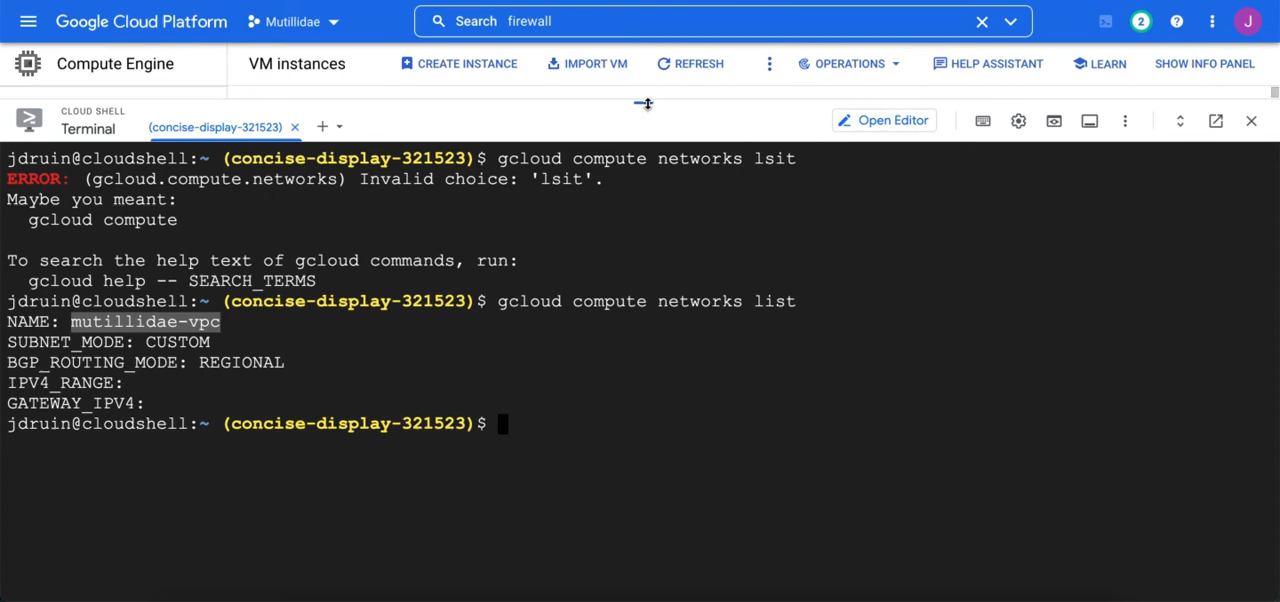 Google Cloud Platform Mutillidae Search firewall 2 ? J
Compute Engine VM instances CREATE INSTANCE IMPORT VM REFRESH OPERATIONS HELP ASSISTANT LEARN SHOW INFO PANEL
CLOUD SHELL
Terminal (concise-display-321523) Open Editor
jdruin@cloudshell:~ (concise-display-321523)$ gcloud compute networks lsit
ERROR: (gcloud.compute.networks) Invalid choice: 'lsit'.
Maybe you meant:
  gcloud compute
To search the help text of gcloud commands, run:
  gcloud help -- SEARCH_TERMS
jdruin@cloudshell:~ (concise-display-321523)$ gcloud compute networks list
NAME: mutillidae-vpc
SUBNET_MODE: CUSTOM
BGP_ROUTING_MODE: REGIONAL
IPV4_RANGE:
GATEWAY_IPV4:
jdruin@cloudshell:~ (concise-display-321523)$